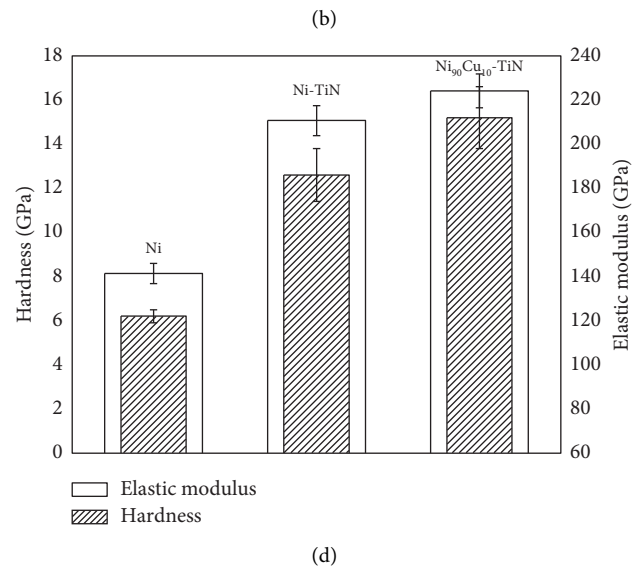 (b)
18
16
14
12
10
8
6
4
2
0
Hardness (GPa)
Ni
Ni-TiN
Ni₉₀Cu₁₀-TiN
240
220
200
180
160
140
120
100
80
60
Elastic modulus (GPa)
Elastic modulus
Hardness
(d)